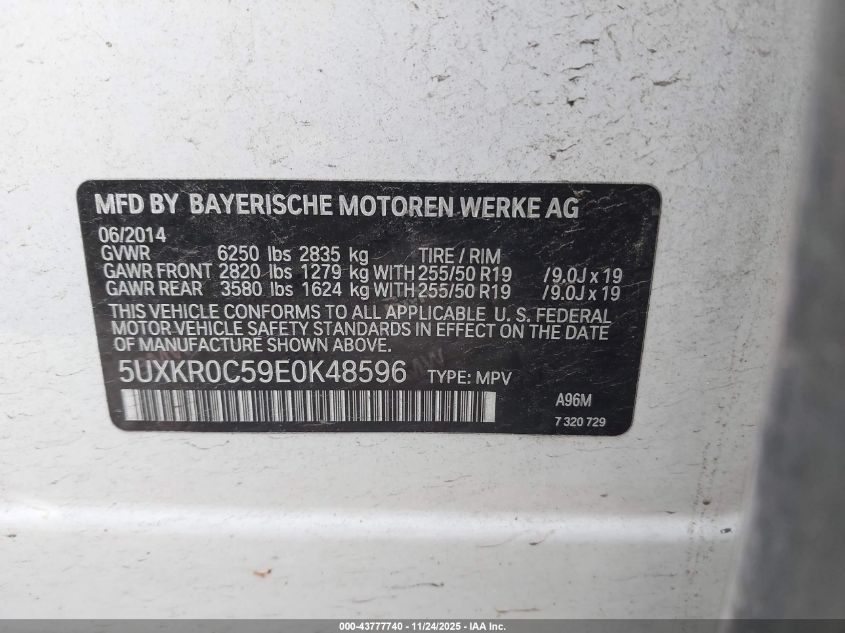 MFD BY BAYERISCHE MOTOREN WERKE AG
06/2014
GVWR 6250 lbs 2835 kg TIRE / RIM
GAWR FRONT 2820 lbs 1279 kg WITH 255/50 R19 /9.0J x 19
GAWR REAR 3580 lbs 1624 kg WITH 255/50 R19 /9.0J x 19
THIS VEHICLE CONFORMS TO ALL APPLICABLE U. S. FEDERAL
MOTOR VEHICLE SAFETY STANDARDS IN EFFECT ON THE DATE
OF MANUFACTURE SHOWN ABOVE.
5UXKR0C59E0K48596 TYPE: MPV
A96M
7 320 729
000-43777740 - 11/24/2025 - IAA Inc.